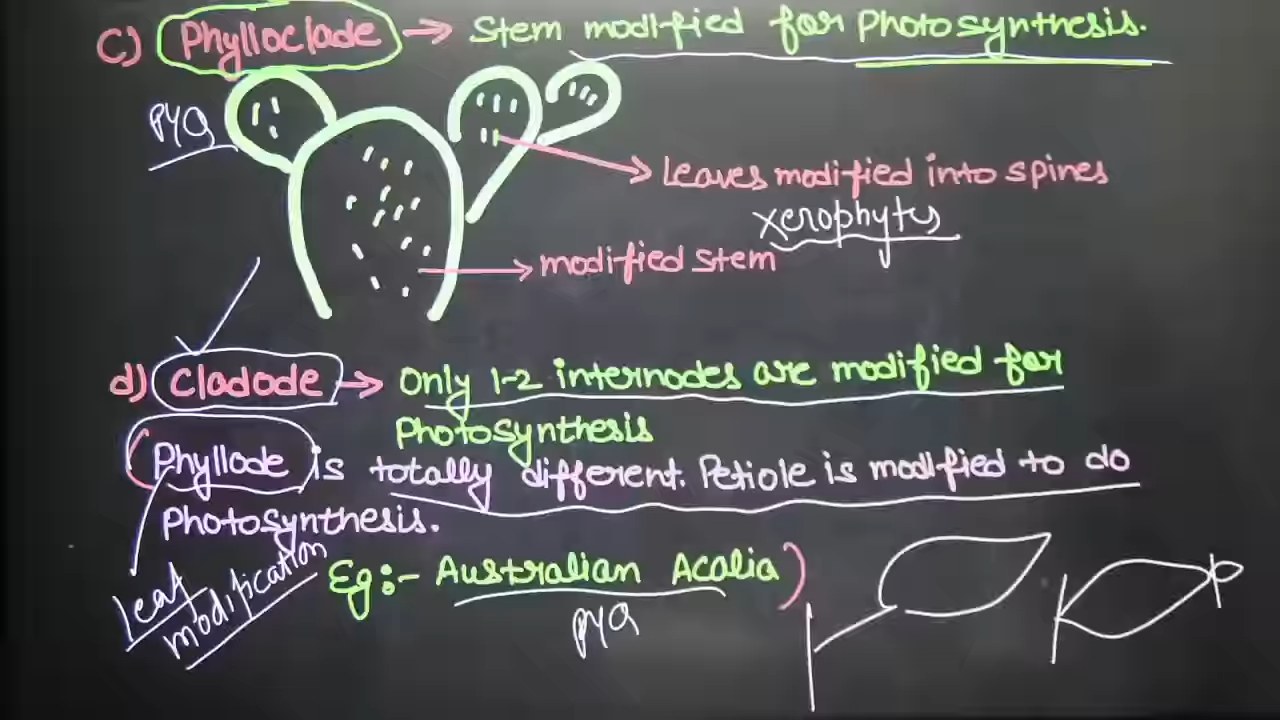 c) Phylloclade → Stem modified for Photosynthesis.
PYQ
Leaves modified into spines
Xerophytes
modified stem
d) Cladode → Only 1-2 internodes are modified for
Photosynthesis
(Phyllode is totally different. Petiole is modified to do
Photosynthesis.
Leaf
modification
Eg:- Australian Acalia)
PYQ